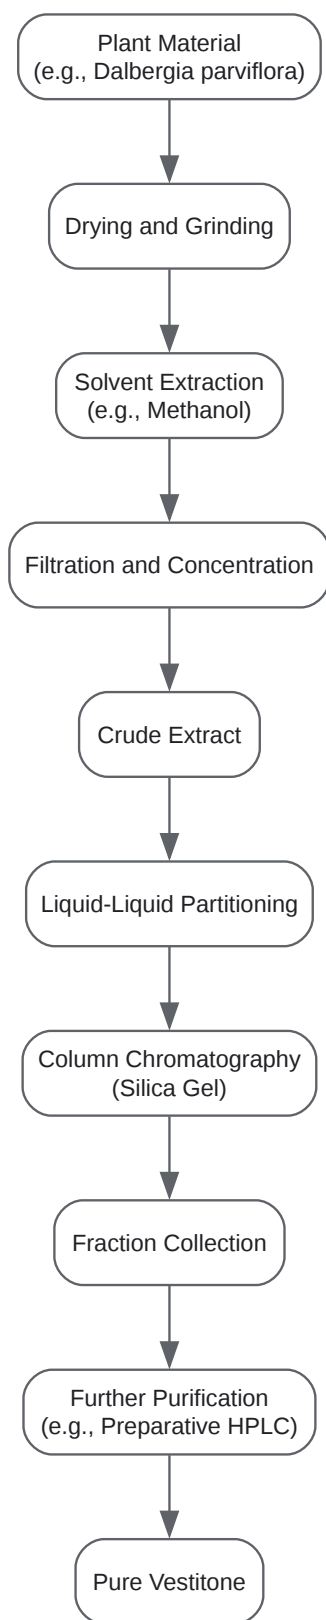 Plant Material
(e.g., Dalbergia parviflora)
Drying and Grinding
Solvent Extraction
(e.g., Methanol)
Filtration and Concentration
Crude Extract
Liquid-Liquid Partitioning
Column Chromatography
(Silica Gel)
Fraction Collection
Further Purification
(e.g., Preparative HPLC)
Pure Vestitone